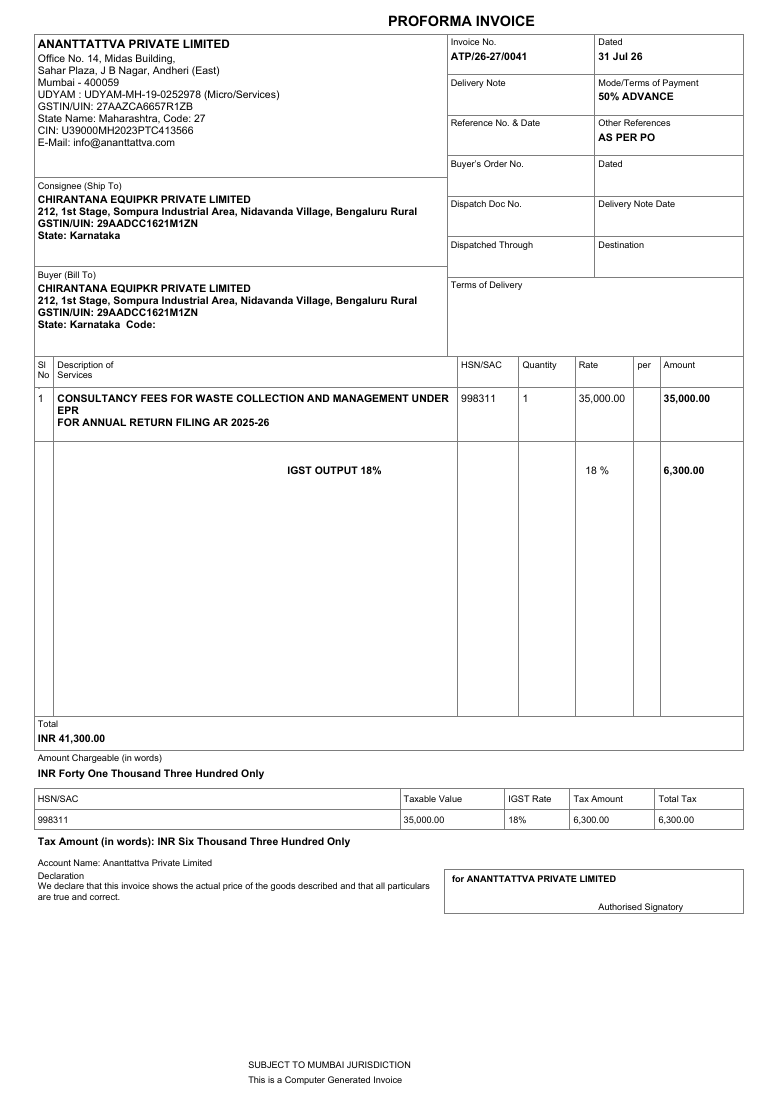 PROFORMA INVOICE
ANANTTATTVA PRIVATE LIMITED
Office No. 14, Midas Building,
Sahar Plaza, J B Nagar, Andheri (East)
Mumbai - 400059
UDYAM : UDYAM-MH-19-0252978 (Micro/Services)
GSTIN/UIN: 27AAZCA6657R1ZB
State Name: Maharashtra, Code: 27
CIN: U39000MH2023PTC413566
E-Mail: info@ananttattva.com
Invoice No.
ATP/26-27/0041
Dated
31 Jul 26
Delivery Note
Mode/Terms of Payment
50% ADVANCE
Reference No. & Date
Other References
AS PER PO
Buyer's Order No.
Dated
Dispatch Doc No.
Delivery Note Date
Dispatched Through
Destination
Terms of Delivery
Consignee (Ship To)
CHIRANTANA EQUIPKR PRIVATE LIMITED
212, 1st Stage, Sompura Industrial Area, Nidavanda Village, Bengaluru Rural
GSTIN/UIN: 29AADCC1621M1ZN
State: Karnataka
Buyer (Bill To)
CHIRANTANA EQUIPKR PRIVATE LIMITED
212, 1st Stage, Sompura Industrial Area, Nidavanda Village, Bengaluru Rural
GSTIN/UIN: 29AADCC1621M1ZN
State: Karnataka  Code:
Sl No. Description of Services HSN/SAC Quantity Rate per Amount
1 CONSULTANCY FEES FOR WASTE COLLECTION AND MANAGEMENT UNDER 998311 1 35,000.00 35,000.00
EPR
FOR ANNUAL RETURN FILING AR 2025-26
IGST OUTPUT 18% 18 % 6,300.00
Total
INR 41,300.00
Amount Chargeable (in words)
INR Forty One Thousand Three Hundred Only
HSN/SAC Taxable Value IGST Rate Tax Amount Total Tax
998311 35,000.00 18% 6,300.00 6,300.00
Tax Amount (in words): INR Six Thousand Three Hundred Only
Account Name: Ananttattva Private Limited
Declaration
We declare that this invoice shows the actual price of the goods described and that all particulars
are true and correct.
for ANANTTATTVA PRIVATE LIMITED
Authorised Signatory
SUBJECT TO MUMBAI JURISDICTION
This is a Computer Generated Invoice